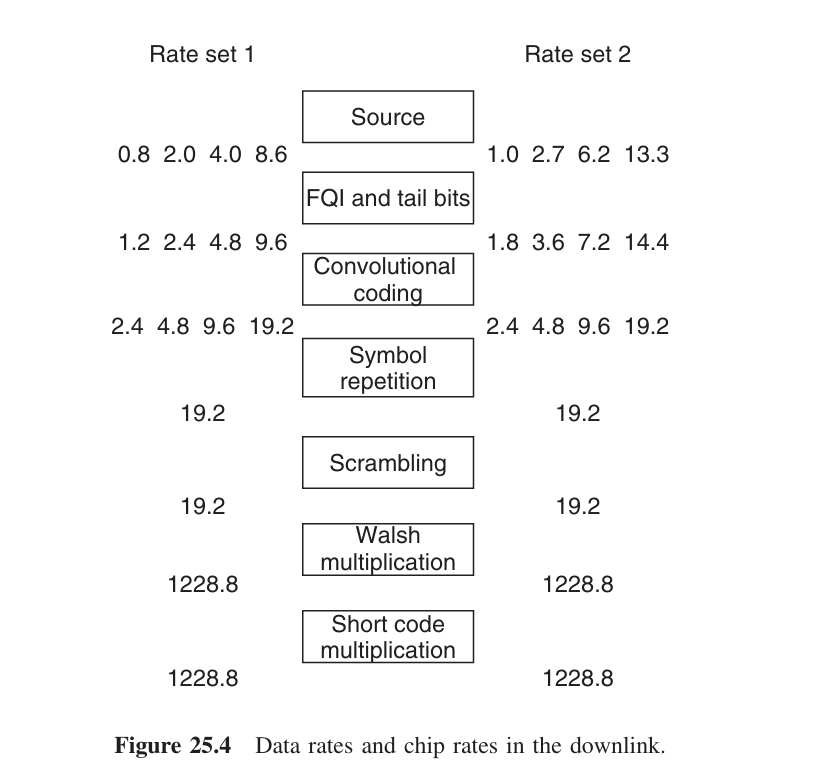 Rate set 1 Rate set 2
Source
0.8 2.0 4.0 8.6 1.0 2.7 6.2 13.3
FQI and tail bits
1.2 2.4 4.8 9.6 1.8 3.6 7.2 14.4
Convolutional
coding
2.4 4.8 9.6 19.2 2.4 4.8 9.6 19.2
Symbol
repetition
19.2 19.2
Scrambling
19.2 19.2
Walsh
multiplication
1228.8 1228.8
Short code
multiplication
1228.8 1228.8
Figure 25.4 Data rates and chip rates in the downlink.